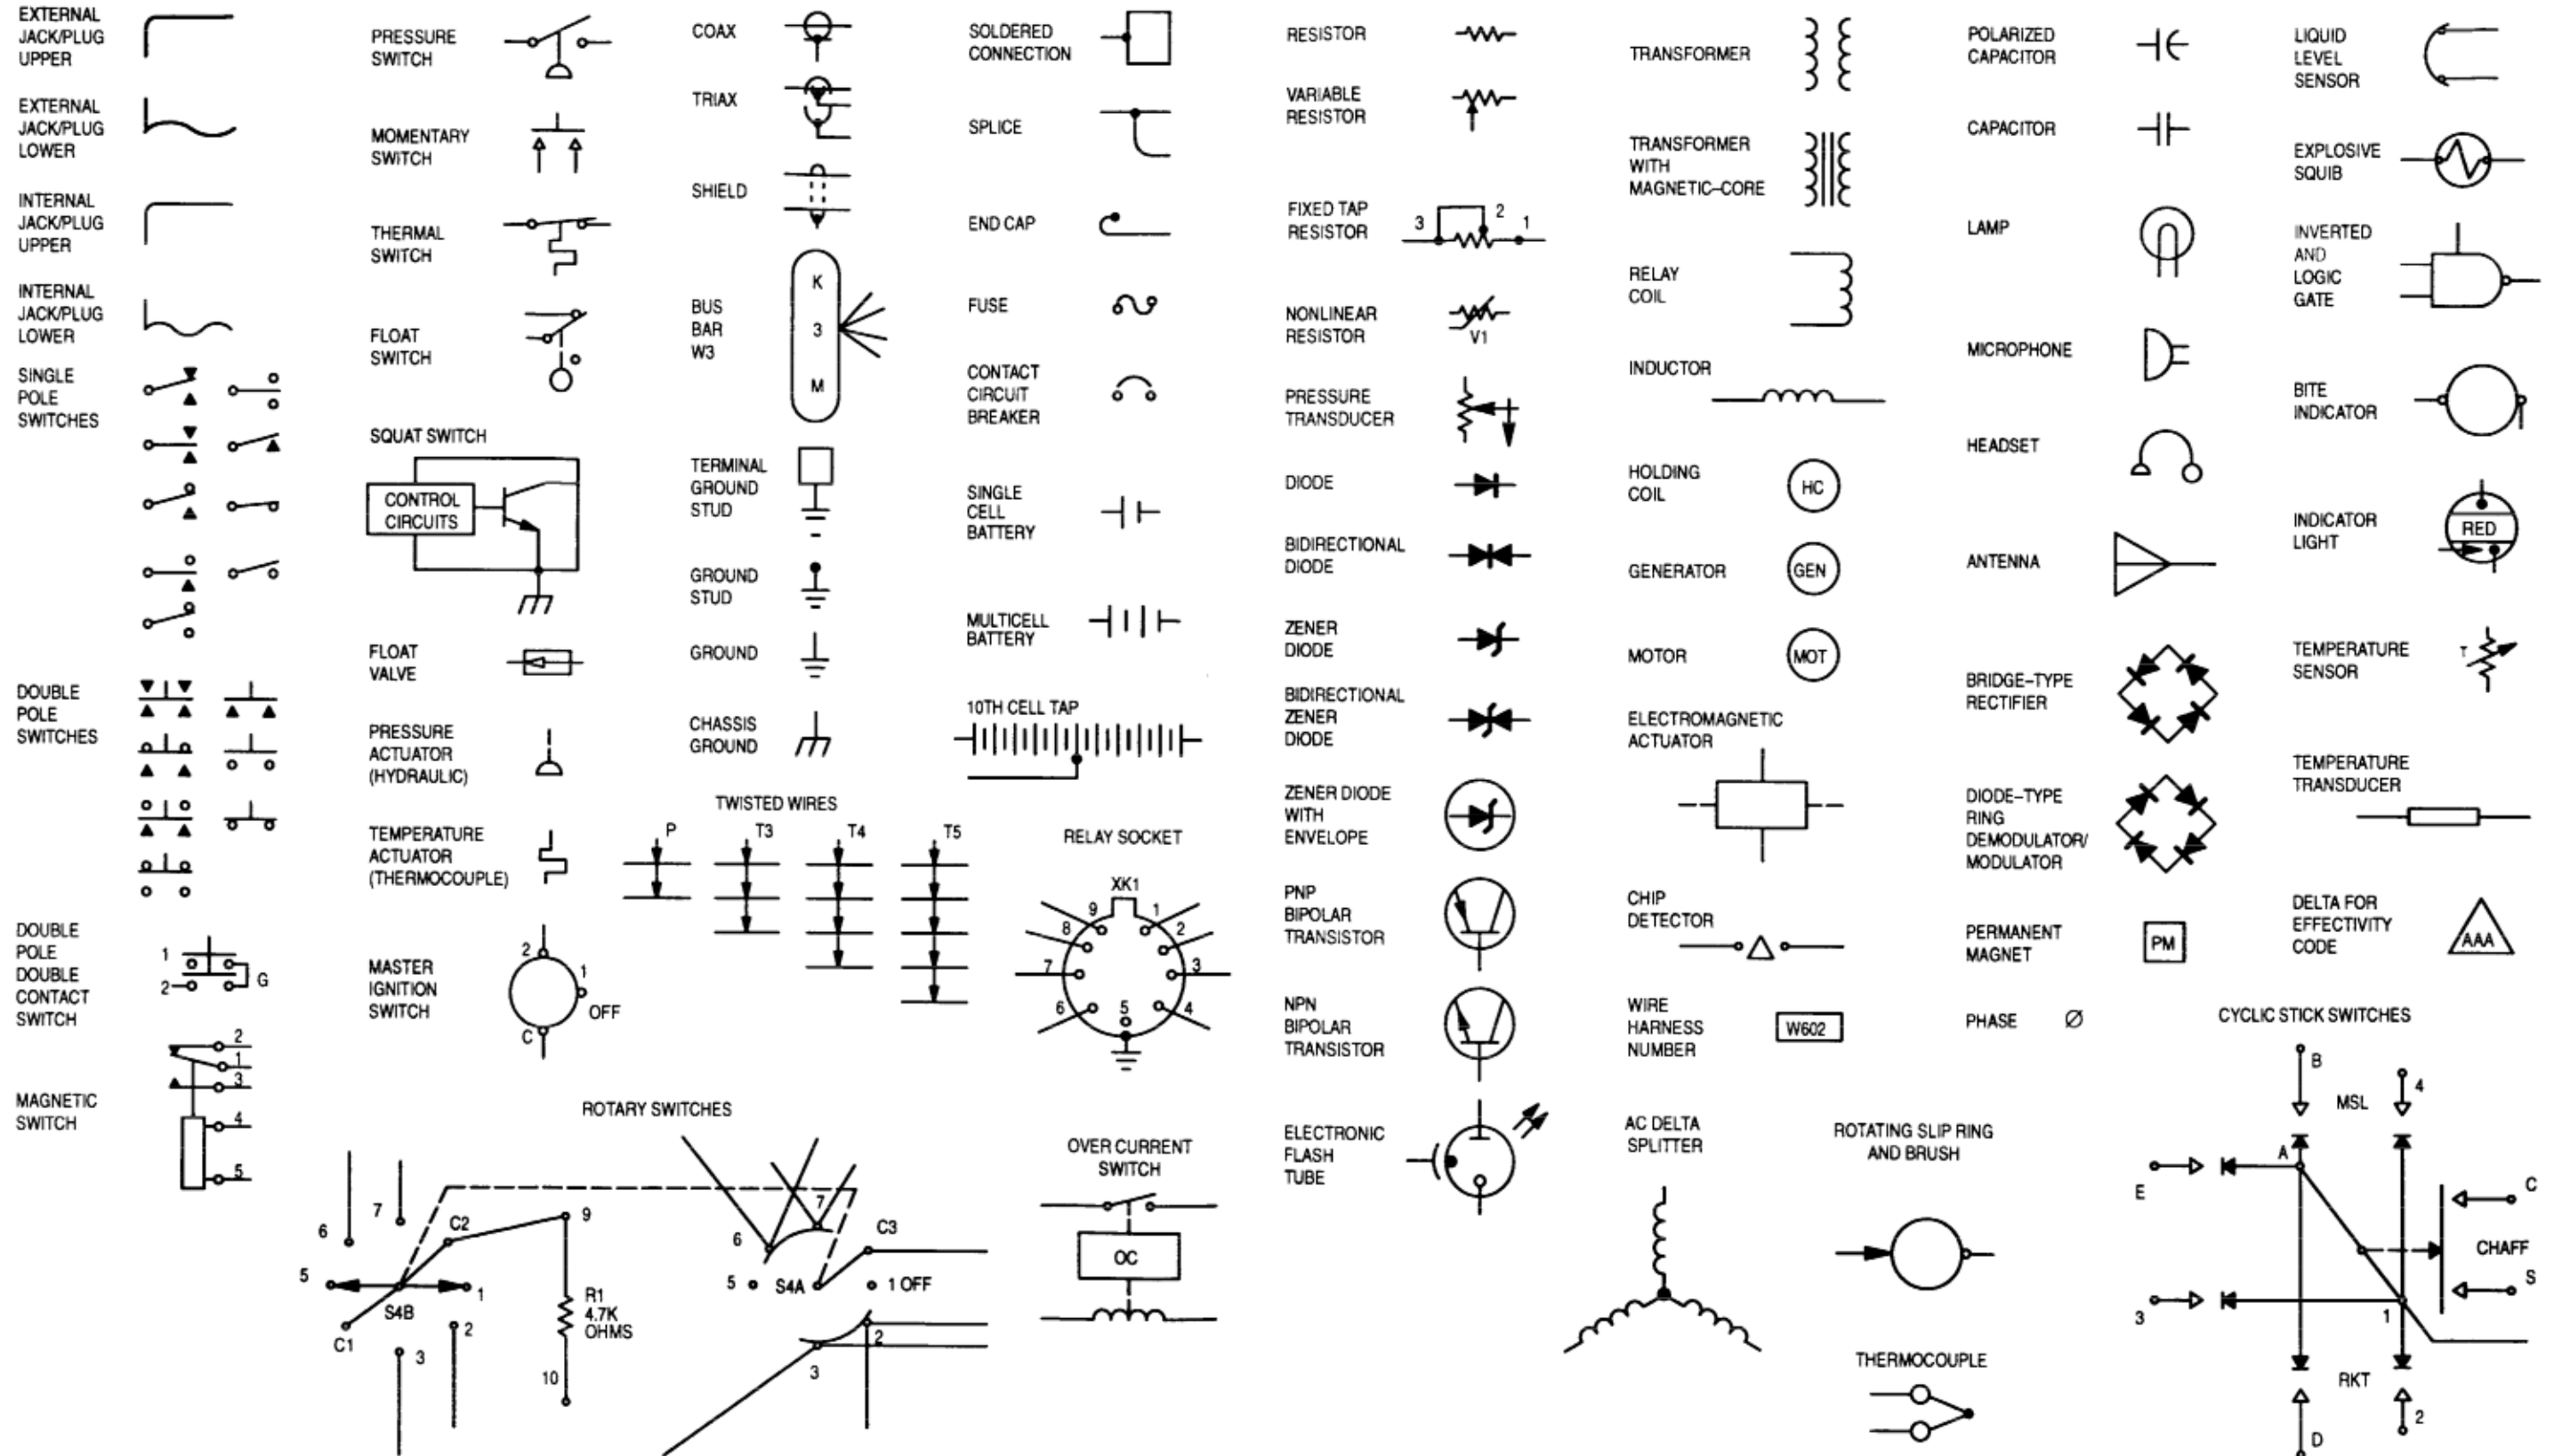 EXTERNAL
JACK/PLUG
UPPER
EXTERNAL
JACK/PLUG
LOWER
INTERNAL
JACK/PLUG
UPPER
INTERNAL
JACK/PLUG
LOWER
SINGLE
POLE
SWITCHES
DOUBLE
POLE
SWITCHES
DOUBLE
POLE
DOUBLE
CONTACT
SWITCH
1
2
G
MAGNETIC
SWITCH
2
1
3
4
5
PRESSURE
SWITCH
MOMENTARY
SWITCH
THERMAL
SWITCH
FLOAT
SWITCH
SQUAT SWITCH
CONTROL
CIRCUITS
FLOAT
VALVE
PRESSURE
ACTUATOR
(HYDRAULIC)
TEMPERATURE
ACTUATOR
(THERMOCOUPLE)
MASTER
IGNITION
SWITCH
2
1
OFF
C
COAX
TRIAX
SHIELD
BUS
BAR
W3
K
3
M
TERMINAL
GROUND
STUD
GROUND
STUD
GROUND
CHASSIS
GROUND
TWISTED WIRES
P T3 T4 T5
ROTARY SWITCHES
6
7
C2
9
5
S4B
1
C1
3
2
R1
4.7K
OHMS
10
6
7
C3
5
S4A
1 OFF
2
3
SOLDERED
CONNECTION
SPLICE
END CAP
FUSE
CONTACT
CIRCUIT
BREAKER
SINGLE
CELL
BATTERY
MULTICELL
BATTERY
10TH CELL TAP
RELAY SOCKET
XK1
9
1
8
2
7
3
6
5
4
OVER CURRENT
SWITCH
OC
RESISTOR
VARIABLE
RESISTOR
FIXED TAP
RESISTOR
3
2
1
NONLINEAR
RESISTOR
V1
PRESSURE
TRANSDUCER
DIODE
BIDIRECTIONAL
DIODE
ZENER
DIODE
BIDIRECTIONAL
ZENER
DIODE
ZENER DIODE
WITH
ENVELOPE
PNP
BIPOLAR
TRANSISTOR
NPN
BIPOLAR
TRANSISTOR
ELECTRONIC
FLASH
TUBE
TRANSFORMER
TRANSFORMER
WITH
MAGNETIC–CORE
RELAY
COIL
INDUCTOR
HOLDING
COIL
HC
GENERATOR
GEN
MOTOR
MOT
ELECTROMAGNETIC
ACTUATOR
CHIP
DETECTOR
WIRE
HARNESS
NUMBER
W602
AC DELTA
SPLITTER
ROTATING SLIP RING
AND BRUSH
THERMOCOUPLE
POLARIZED
CAPACITOR
CAPACITOR
LAMP
MICROPHONE
HEADSET
ANTENNA
BRIDGE–TYPE
RECTIFIER
DIODE–TYPE
RING
DEMODULATOR/
MODULATOR
PERMANENT
MAGNET
PM
PHASE Ø
LIQUID
LEVEL
SENSOR
EXPLOSIVE
SQUIB
INVERTED
AND
LOGIC
GATE
BITE
INDICATOR
INDICATOR
LIGHT
RED
TEMPERATURE
SENSOR
T
TEMPERATURE
TRANSDUCER
DELTA FOR
EFFECTIVITY
CODE
AAA
CYCLIC STICK SWITCHES
B
4
MSL
A
E
C
CHAFF
S
3
1
RKT
2
D